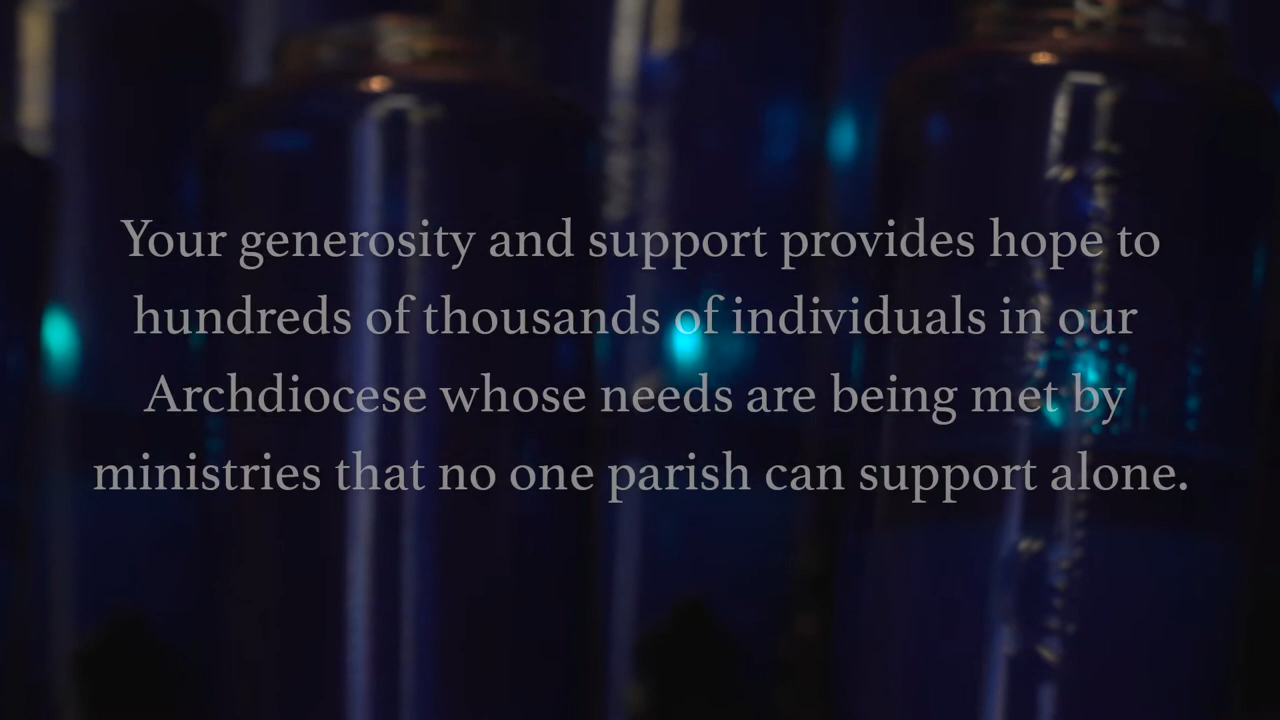 Your generosity and support provides hope to
hundreds of thousands of individuals in our
Archdiocese whose needs are being met by
ministries that no one parish can support alone.